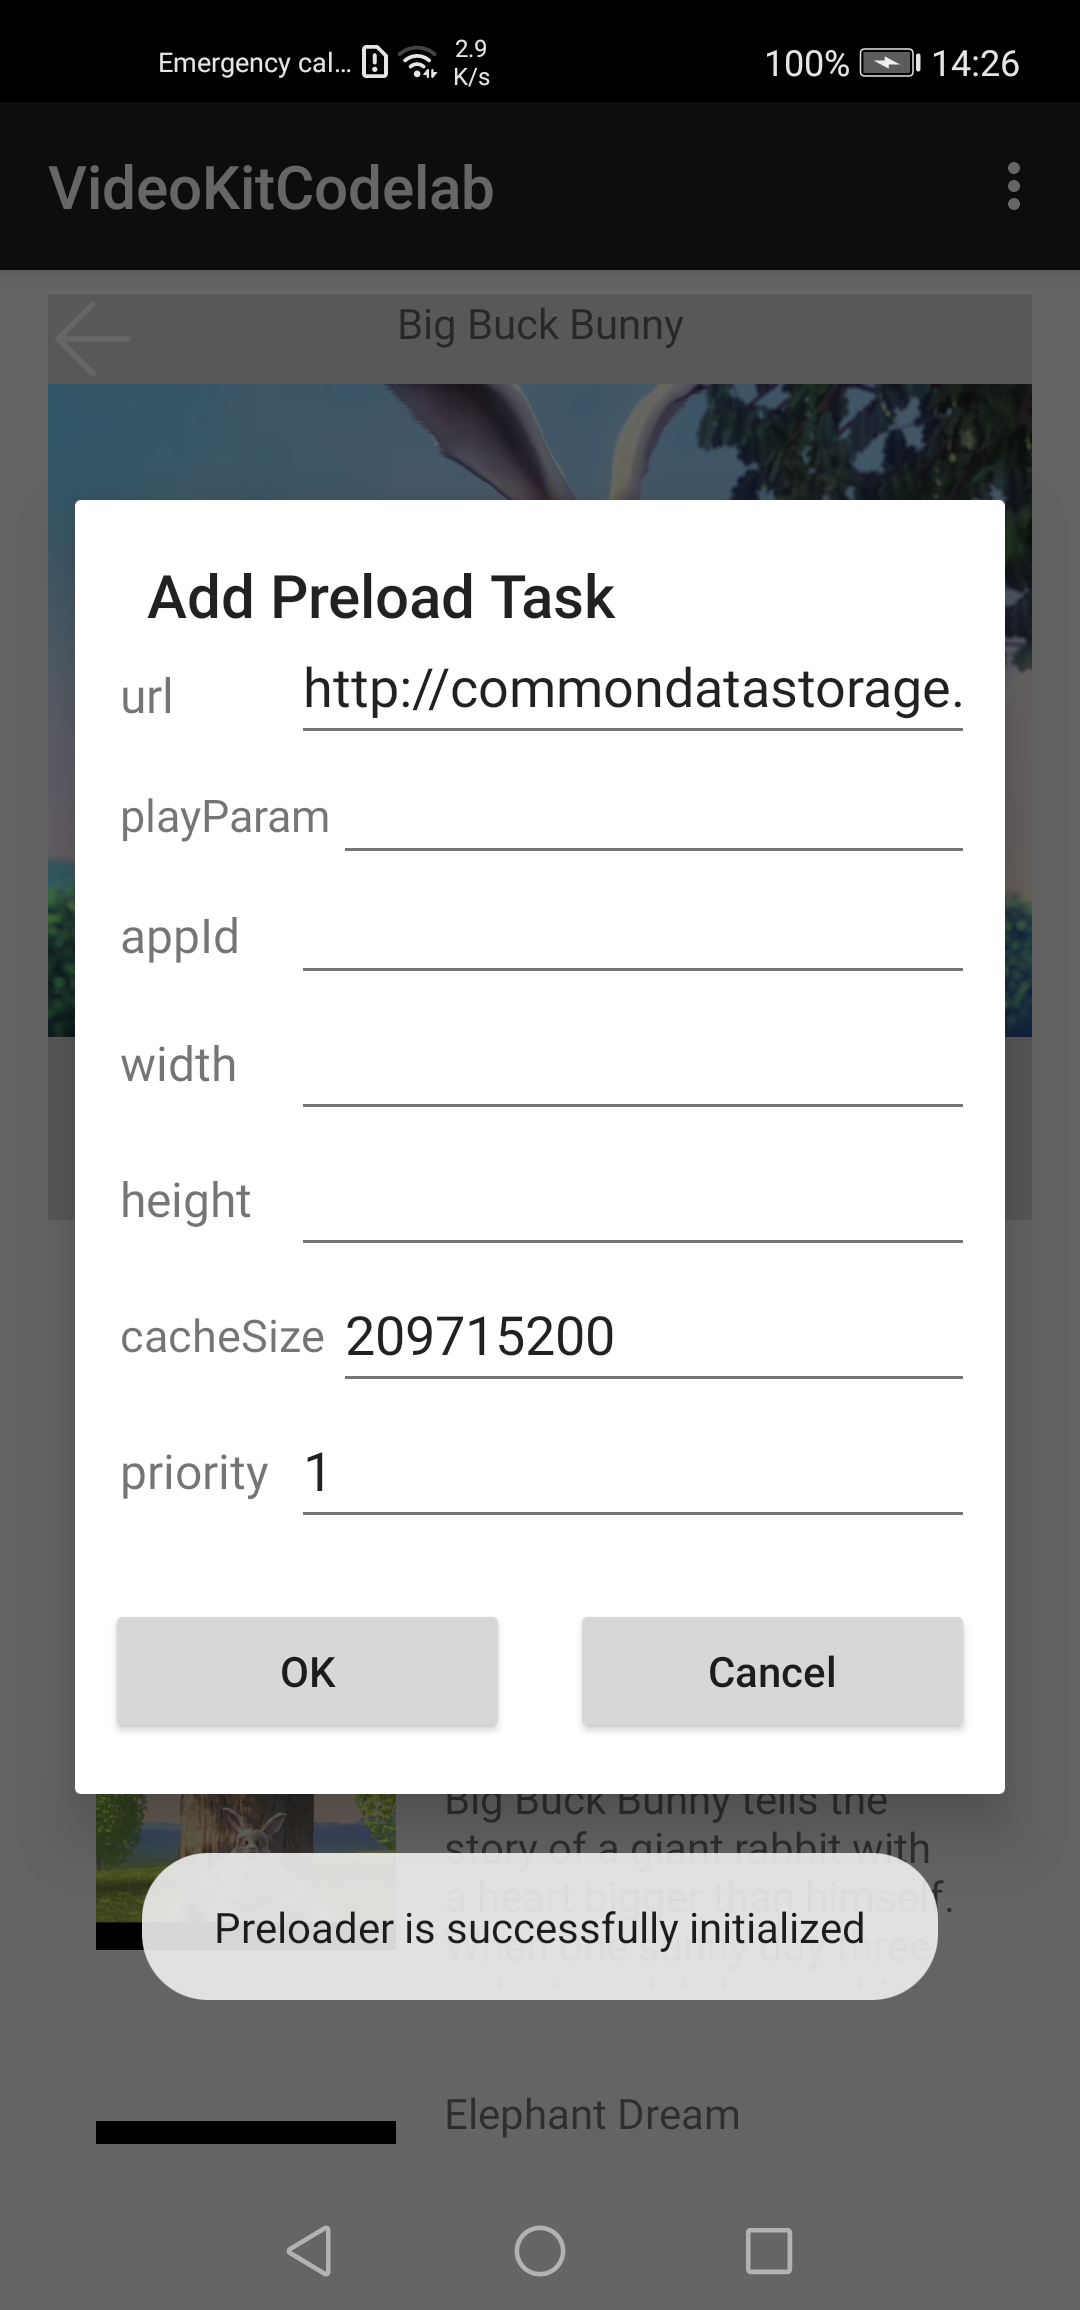 Emergency cal... 2.9 K/s 100% 14:26
VideoKitCodelab
Big Buck Bunny
Add Preload Task
url http://commondatastorage.
playParam
appId
width
height
cacheSize 209715200
priority 1
OK Cancel
Big Buck Bunny tells the
story of a giant rabbit with
a heart bigger than himself.
When one sunny day three
Preloader is successfully initialized
Elephant Dream